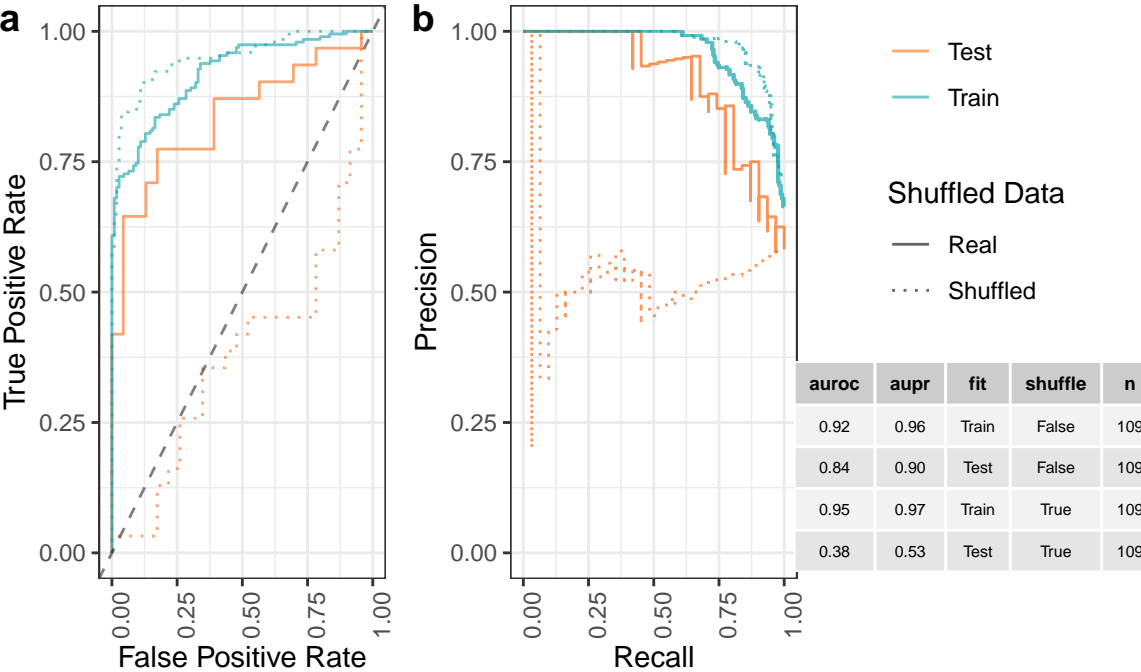 a
1.00
0.75
0.50
0.25
0.00
True Positive Rate
0.00
0.25
0.50
0.75
1.00
False Positive Rate
b
1.00
0.75
0.50
0.25
0.00
Precision
0.00
0.25
0.50
0.75
1.00
Recall
Test
Train
Shuffled Data
Real
Shuffled
auroc aupr fit shuffle n
0.92 0.96 Train False 109
0.84 0.90 Test False 109
0.95 0.97 Train True 109
0.38 0.53 Test True 109